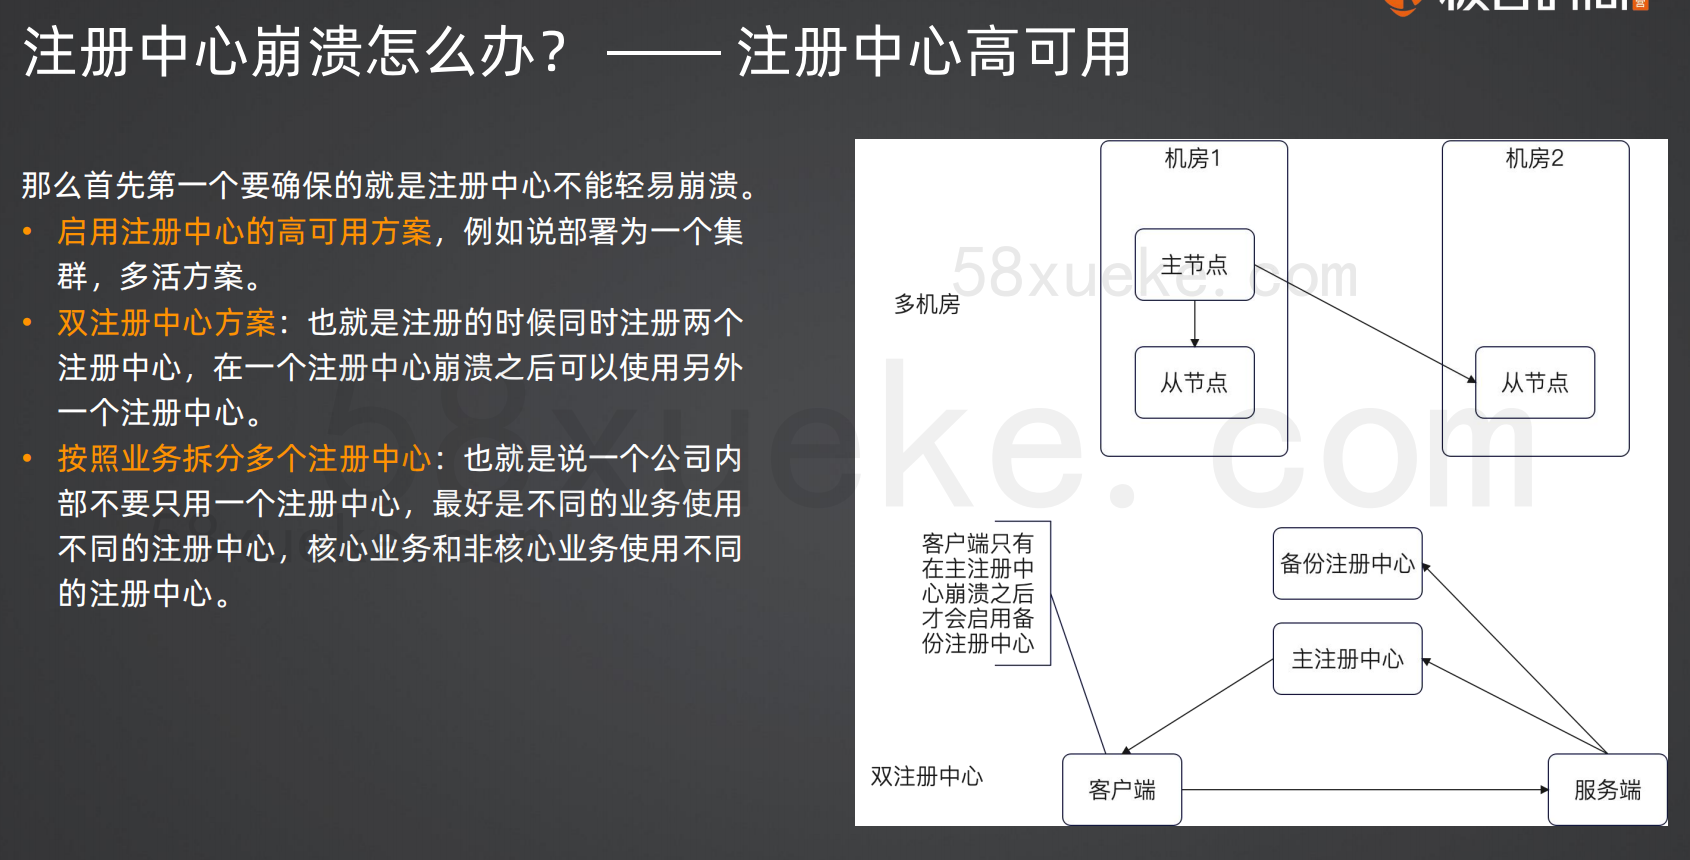 注册中心崩溃怎么办？ —— 注册中心高可用
那么首先第一个要确保的就是注册中心不能轻易崩溃。
• 启用注册中心的高可用方案，例如说部署为一个集
群，多活方案。
• 双注册中心方案：也就是注册的时候同时注册两个
注册中心，在一个注册中心崩溃之后可以使用另外
一个注册中心。
• 按照业务拆分多个注册中心：也就是说一个公司内
部不要只用一个注册中心，最好是不同的业务使用
不同的注册中心，核心业务和非核心业务使用不同
的注册中心。
机房1
机房2
主节点
58xueke.com
多机房
从节点
从节点
58xueke.com
58xueke.com
客户端只有
在主注册中
心崩溃之后
才会启用备
份注册中心
备份注册中心
主注册中心
双注册中心
客户端
服务端